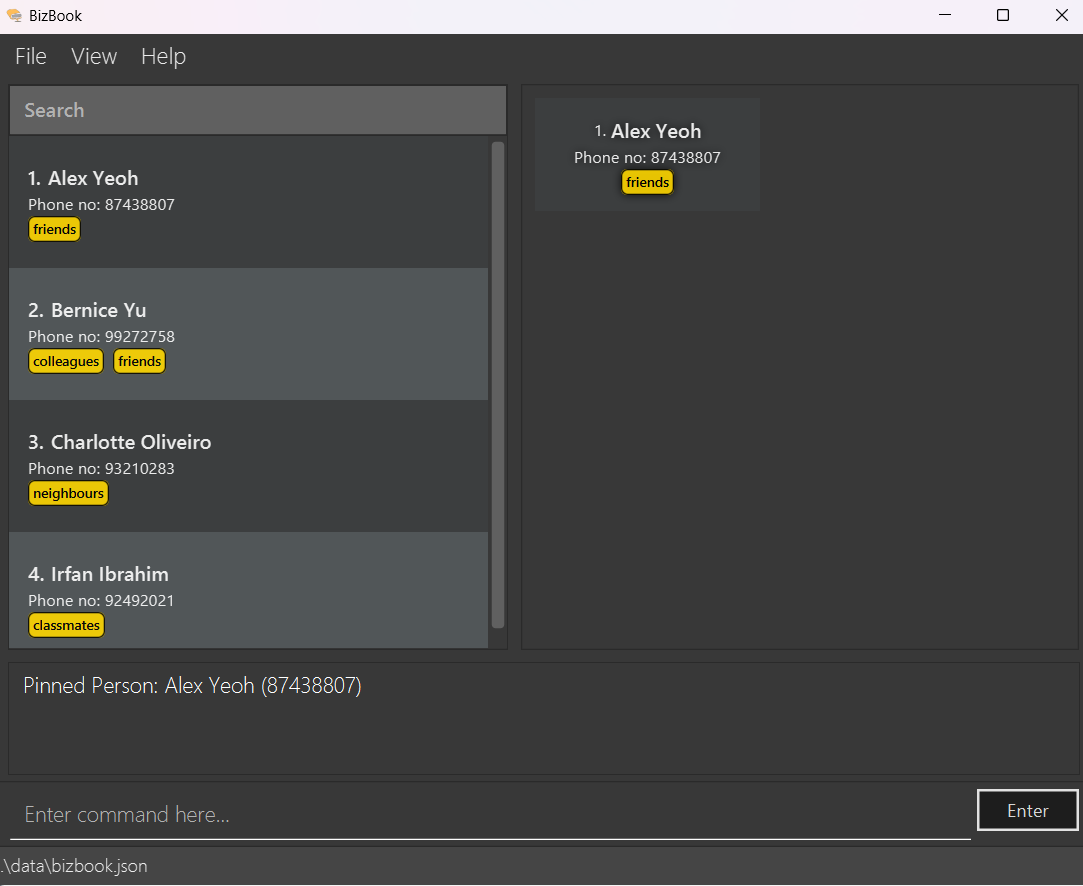 BizBook
File View Help
Search
1. Alex Yeoh
Phone no: 87438807
friends
2. Bernice Yu
Phone no: 99272758
colleagues friends
3. Charlotte Oliveiro
Phone no: 93210283
neighbours
4. Irfan Ibrahim
Phone no: 92492021
classmates
1. Alex Yeoh
Phone no: 87438807
friends
Pinned Person: Alex Yeoh (87438807)
Enter command here...
Enter
.\data\bizbook.json